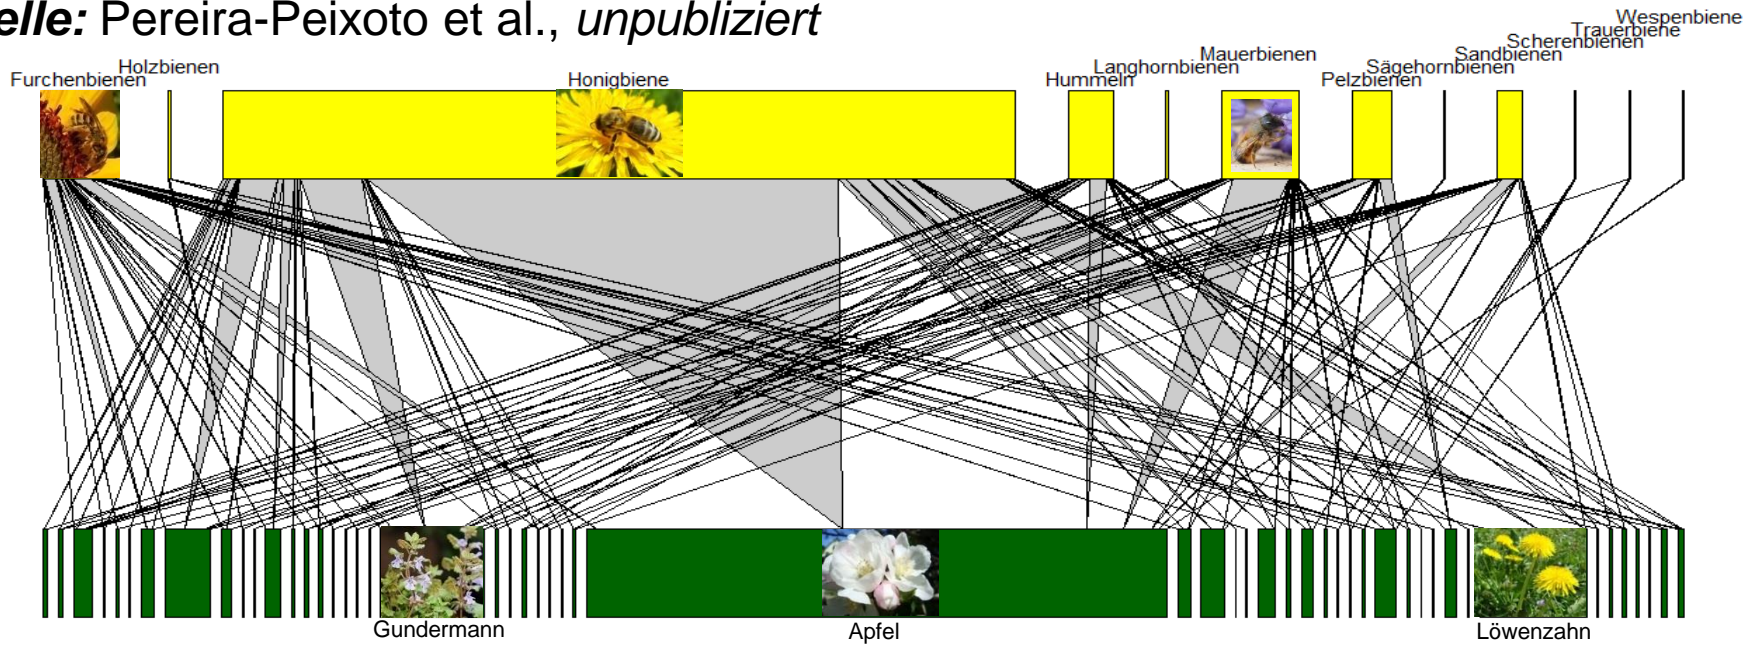 elle: Pereira-Peixoto et al., unpubliziert
Wespenbiene
Trauerbiene
Scherenbienen
Sandbienen
Mauerbienen
Sägehornbienen
Langhornbienen
Holzbienen
Furchenbienen
Honigbiene
Hummeln
Pelzbienen
Gundermann
Apfel
Löwenzahn